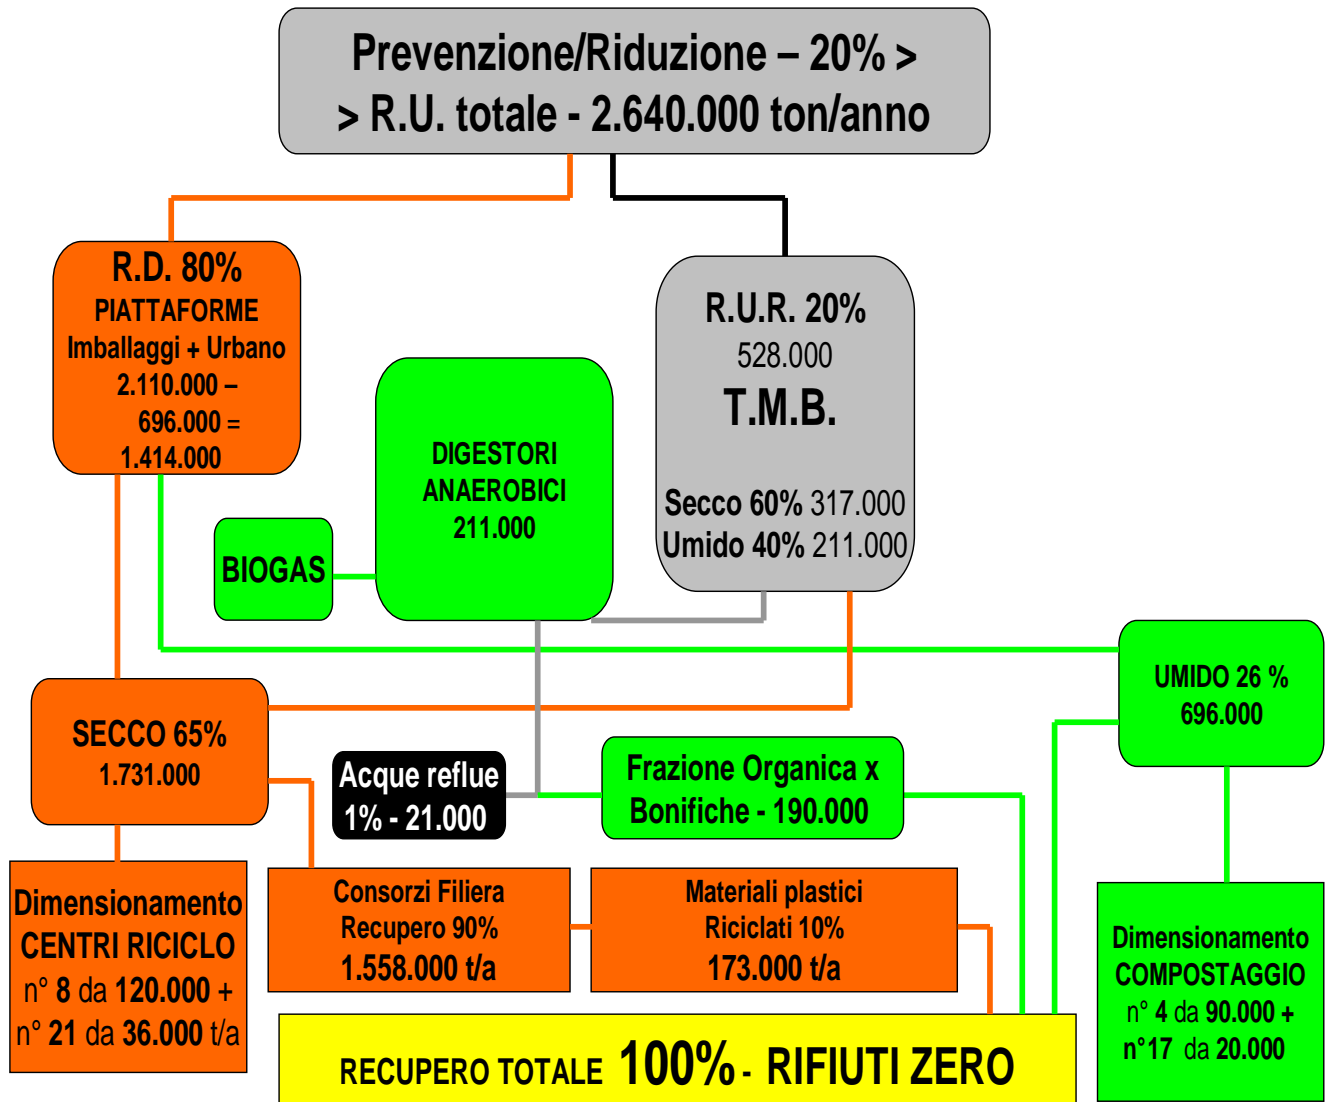 Prevenzione/Riduzione – 20% >
> R.U. totale - 2.640.000 ton/anno
R.D. 80%
PIATTAFORME
Imballaggi + Urbano
2.110.000 –
696.000 =
1.414.000
R.U.R. 20%
528.000
T.M.B.
Secco 60% 317.000
Umido 40% 211.000
DIGESTORI
ANAEROBICI
211.000
BIOGAS
UMIDO 26 %
696.000
SECCO 65%
1.731.000
Acque reflue
1% - 21.000
Frazione Organica x
Bonifiche - 190.000
Dimensionamento
CENTRI RICICLO
n° 8 da 120.000 +
n° 21 da 36.000 t/a
Consorzi Filiera
Recupero 90%
1.558.000 t/a
Materiali plastici
Riciclati 10%
173.000 t/a
Dimensionamento
COMPOSTAGGIO
n° 4 da 90.000 +
n°17 da 20.000
RECUPERO TOTALE 100% - RIFIUTI ZERO